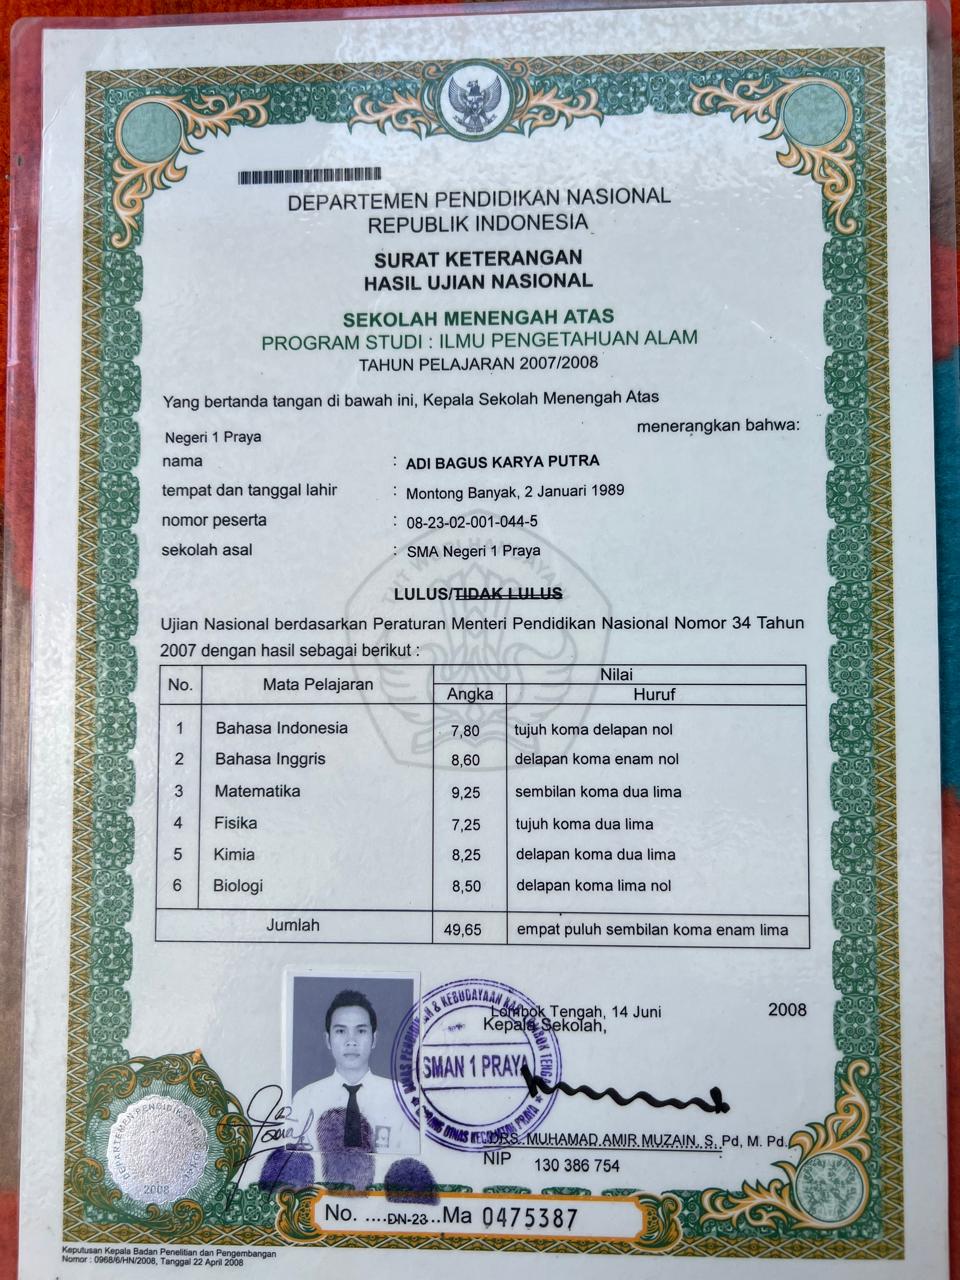 DEPARTEMEN PENDIDIKAN NASIONAL
REPUBLIK INDONESIA
SURAT KETERANGAN
HASIL UJIAN NASIONAL
SEKOLAH MENENGAH ATAS
PROGRAM STUDI : ILMU PENGETAHUAN ALAM
TAHUN PELAJARAN 2007/2008
Yang bertanda tangan di bawah ini, Kepala Sekolah Menengah Atas
Negeri 1 Praya menerangkan bahwa:
nama : ADI BAGUS KARYA PUTRA
tempat dan tanggal lahir : Montong Banyak, 2 Januari 1989
nomor peserta : 08-23-02-001-044-5
sekolah asal : SMA Negeri 1 Praya
LULUS/TIDAK LULUS
Ujian Nasional berdasarkan Peraturan Menteri Pendidikan Nasional Nomor 34 Tahun
2007 dengan hasil sebagai berikut :
No. Mata Pelajaran Nilai
Angka Huruf
1 Bahasa Indonesia 7,80 tujuh koma delapan nol
2 Bahasa Inggris 8,60 delapan koma enam nol
3 Matematika 9,25 sembilan koma dua lima
4 Fisika 7,25 tujuh koma dua lima
5 Kimia 8,25 delapan koma dua lima
6 Biologi 8,50 delapan koma lima nol
Jumlah 49,65 empat puluh sembilan koma enam lima
Lombok Tengah, 14 Juni 2008
Kepala Sekolah,
SMAN 1 PRAYA
DRS. MUHAMAD AMIR MUZAIN, S. Pd, M. Pd.
NIP 130 386 754
DEPARTEMEN PENDIDIKAN
2008
No. ....DN-23..Ma 0475387
Keputusan Kepala Badan Penelitian dan Pengembangan
Nomor : 0968/6/HN/2008, Tanggal 22 April 2008